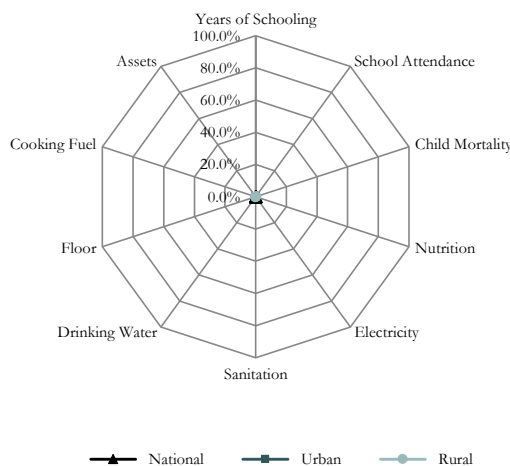 Years of Schooling
100.0%
Assets
School Attendance
80.0%
60.0%
Cooking Fuel
40.0%
Child Mortality
20.0%
0.0%
Floor
Nutrition
Drinking Water
Electricity
Sanitation
National Urban Rural